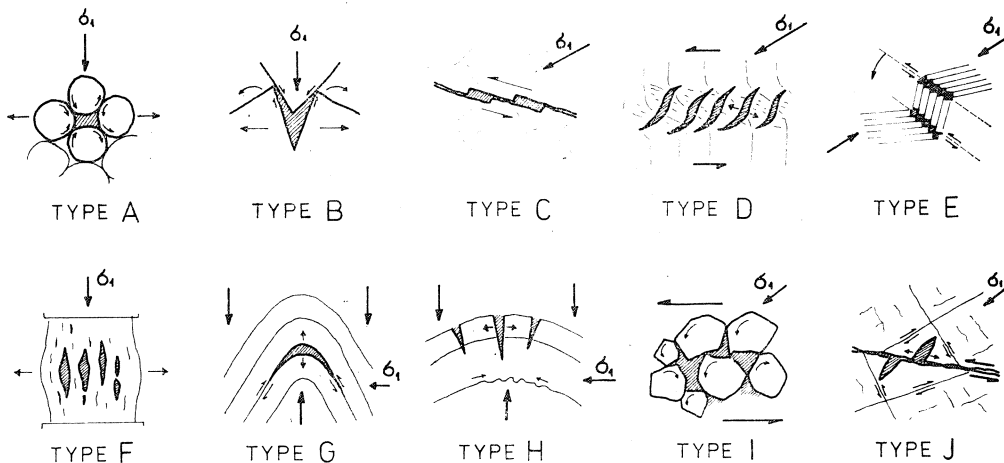 σ₁ σ₁ σ₁ σ₁ σ₁
TYPE A TYPE B TYPE C TYPE D TYPE E
σ₁ σ₁ σ₁ σ₁ σ₁
TYPE F TYPE G TYPE H TYPE I TYPE J